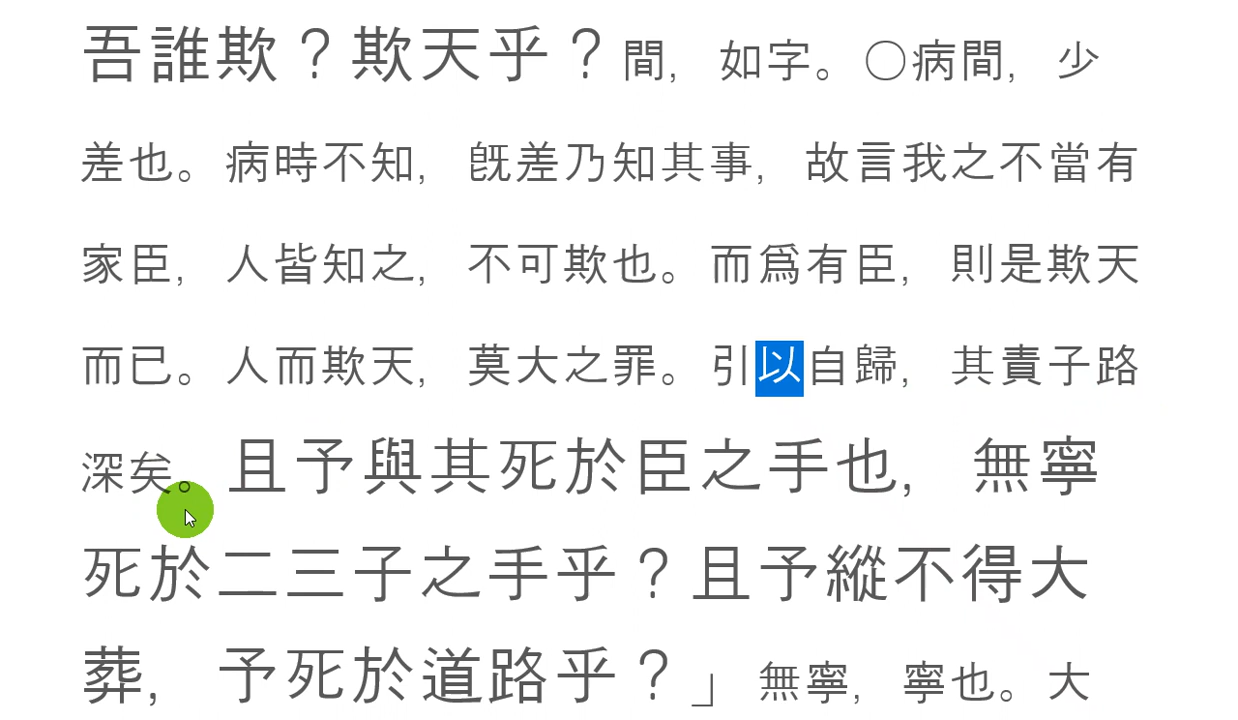 吾誰欺？欺天乎？間，如字。〇病間，少
差也。病時不知，旣差乃知其事，故言我之不當有
家臣，人皆知之，不可欺也。而爲有臣，則是欺天
而已。人而欺天，莫大之罪。引以自歸，其責子路
深矣。且予與其死於臣之手也，無寧
死於二三子之手乎？且予縱不得大
葬，予死於道路乎？」無寧，寧也。大